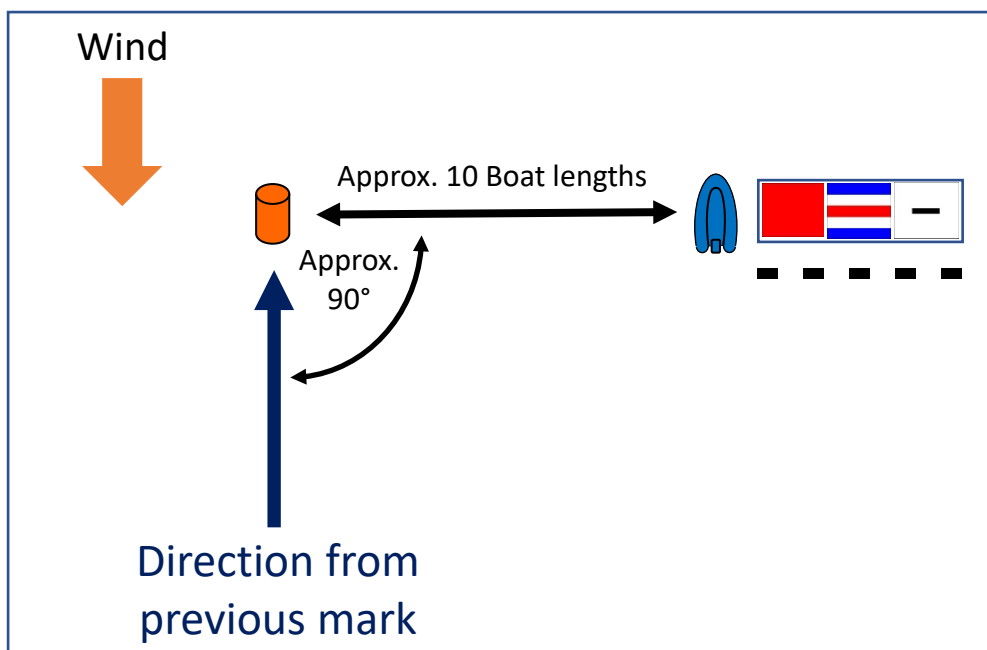 Wind
Approx. 10 Boat lengths
Approx.
90°
Direction from
previous mark